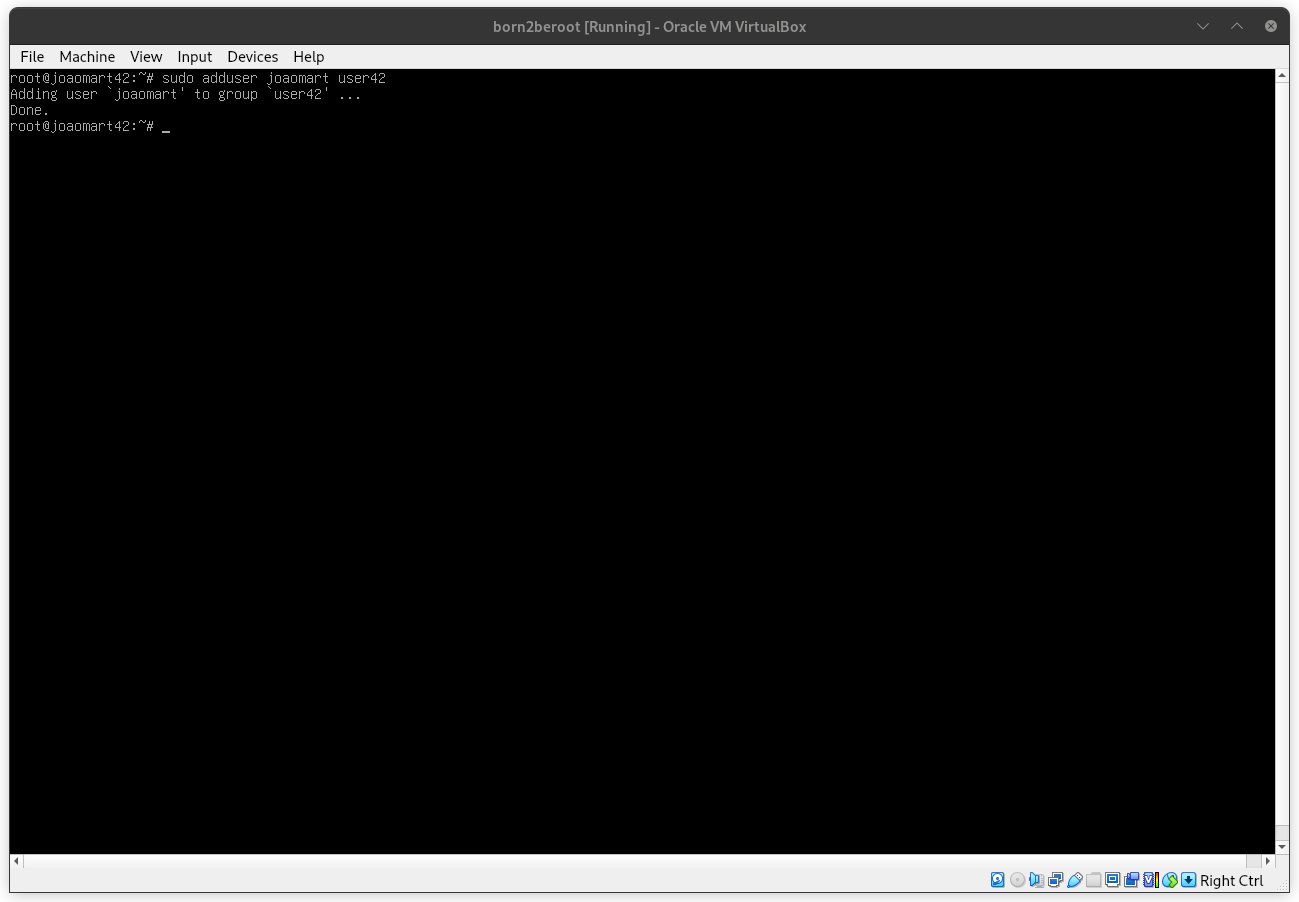 born2beroot [Running] - Oracle VM VirtualBox
File Machine View Input Devices Help
root@joaomart42:~# sudo adduser joaomart user42
Adding user `joaomart' to group `user42' ...
Done.
root@joaomart42:~# _
Right Ctrl